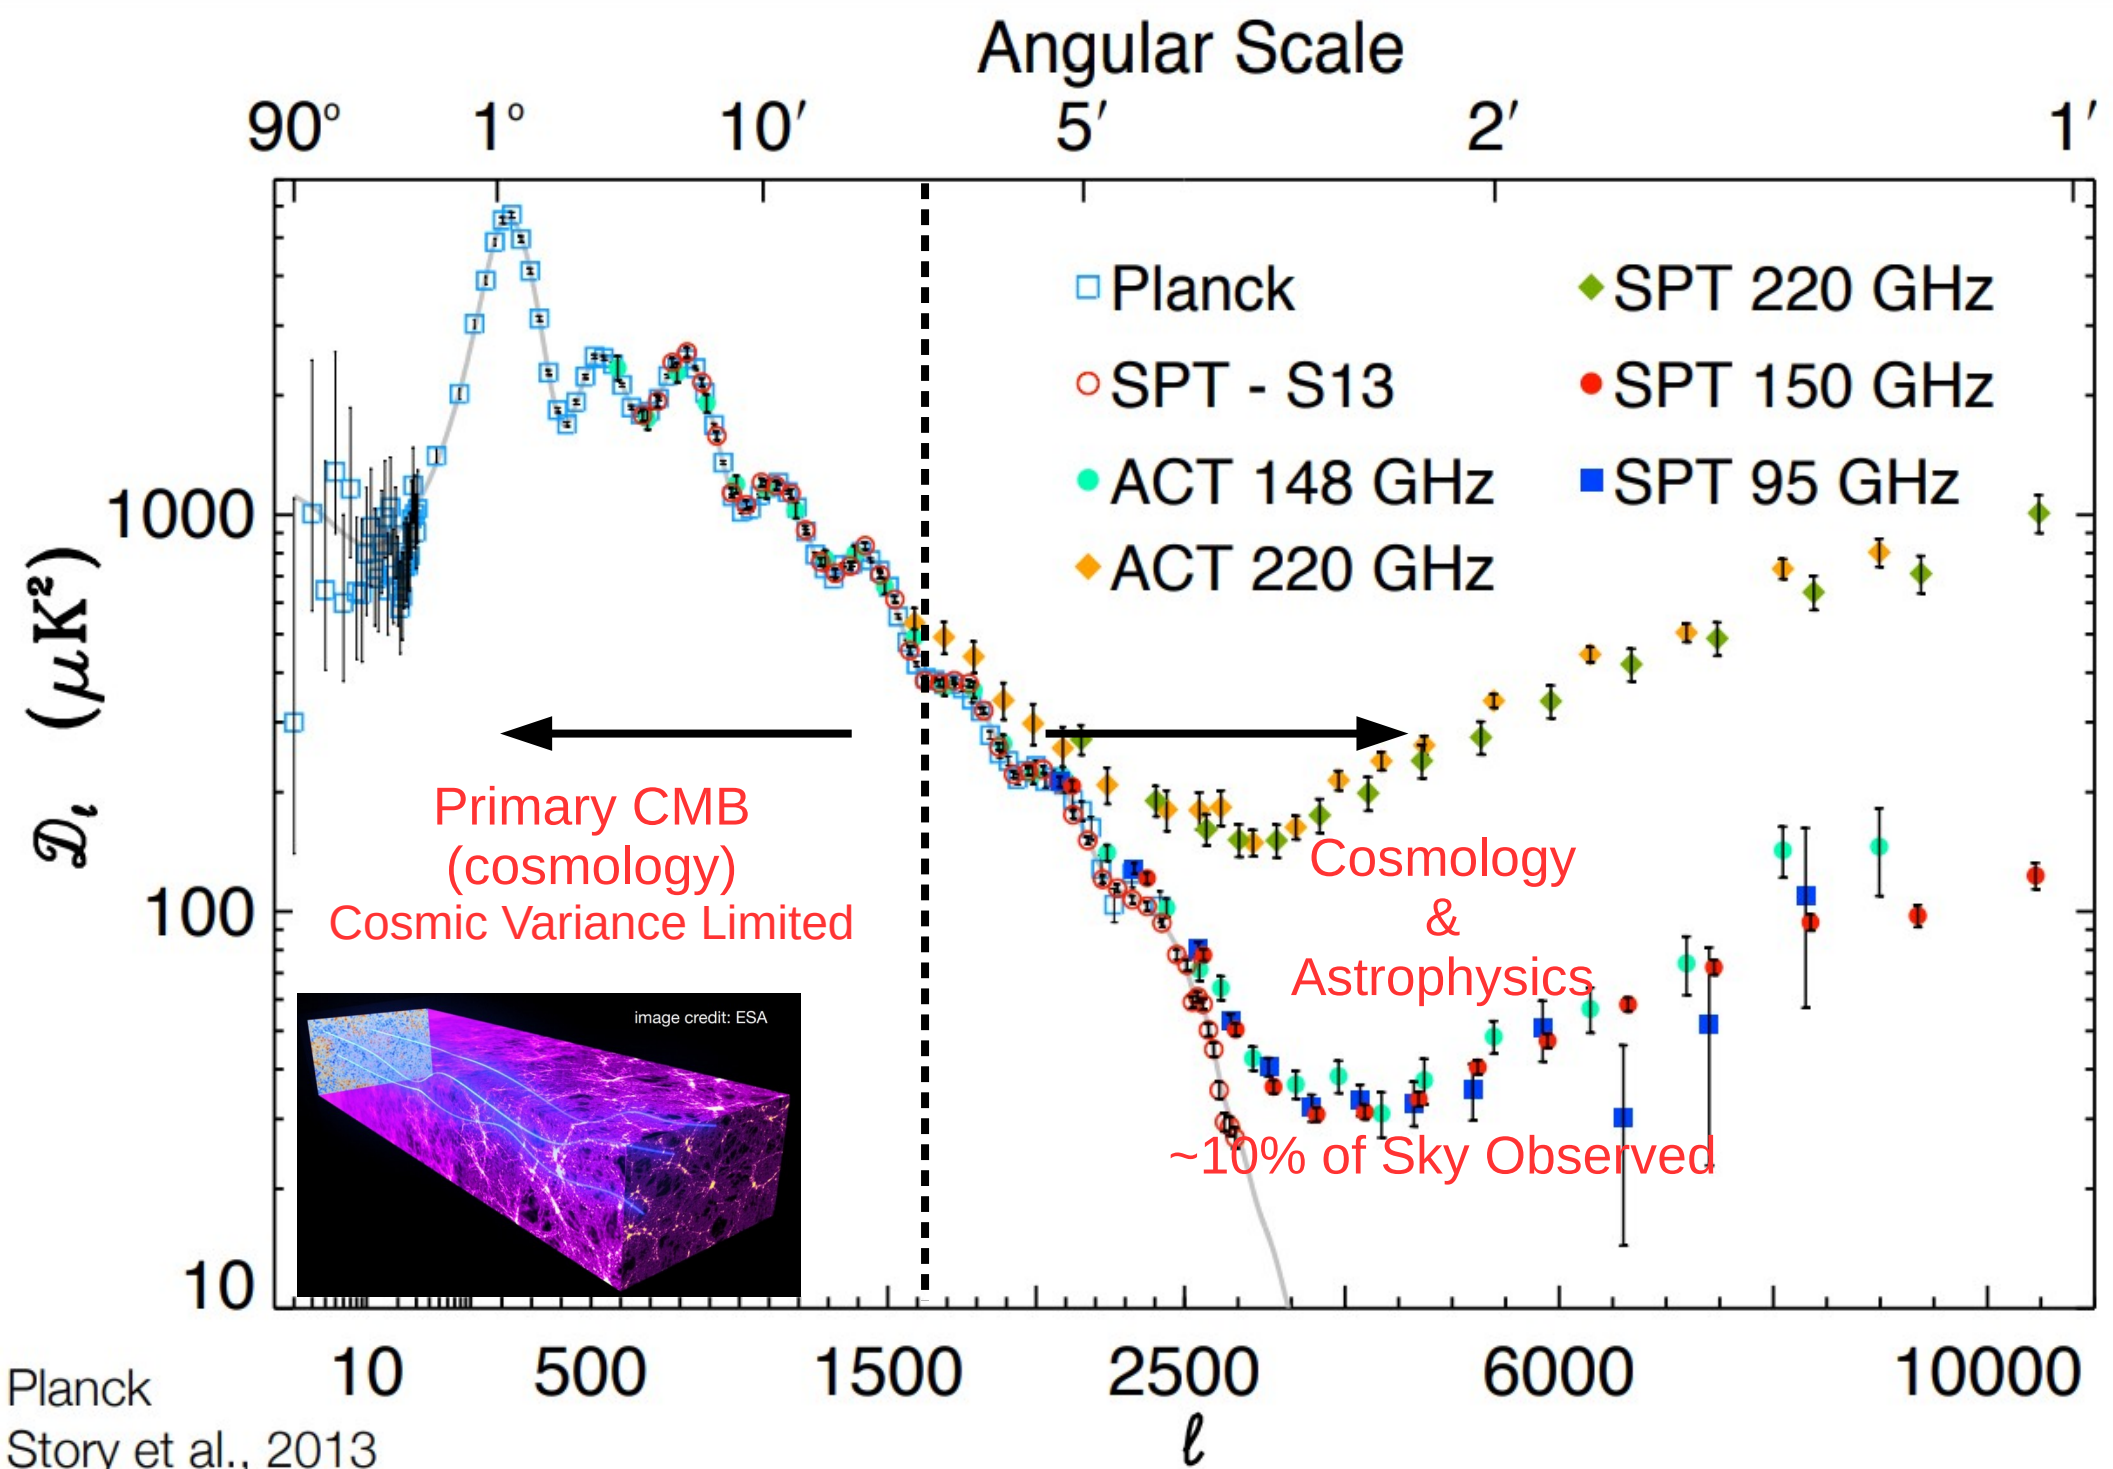 Angular Scale
90° 1° 10′ 5′ 2′ 1′
Planck
SPT - S13
ACT 148 GHz
ACT 220 GHz
SPT 220 GHz
SPT 150 GHz
SPT 95 GHz
1000
100
10
𝒟ℓ (μK²)
Primary CMB
(cosmology)
Cosmic Variance Limited
Cosmology
&
Astrophysics
~10% of Sky Observed
image credit: ESA
10 500 1500 2500 6000 10000
ℓ
Planck
Story et al., 2013